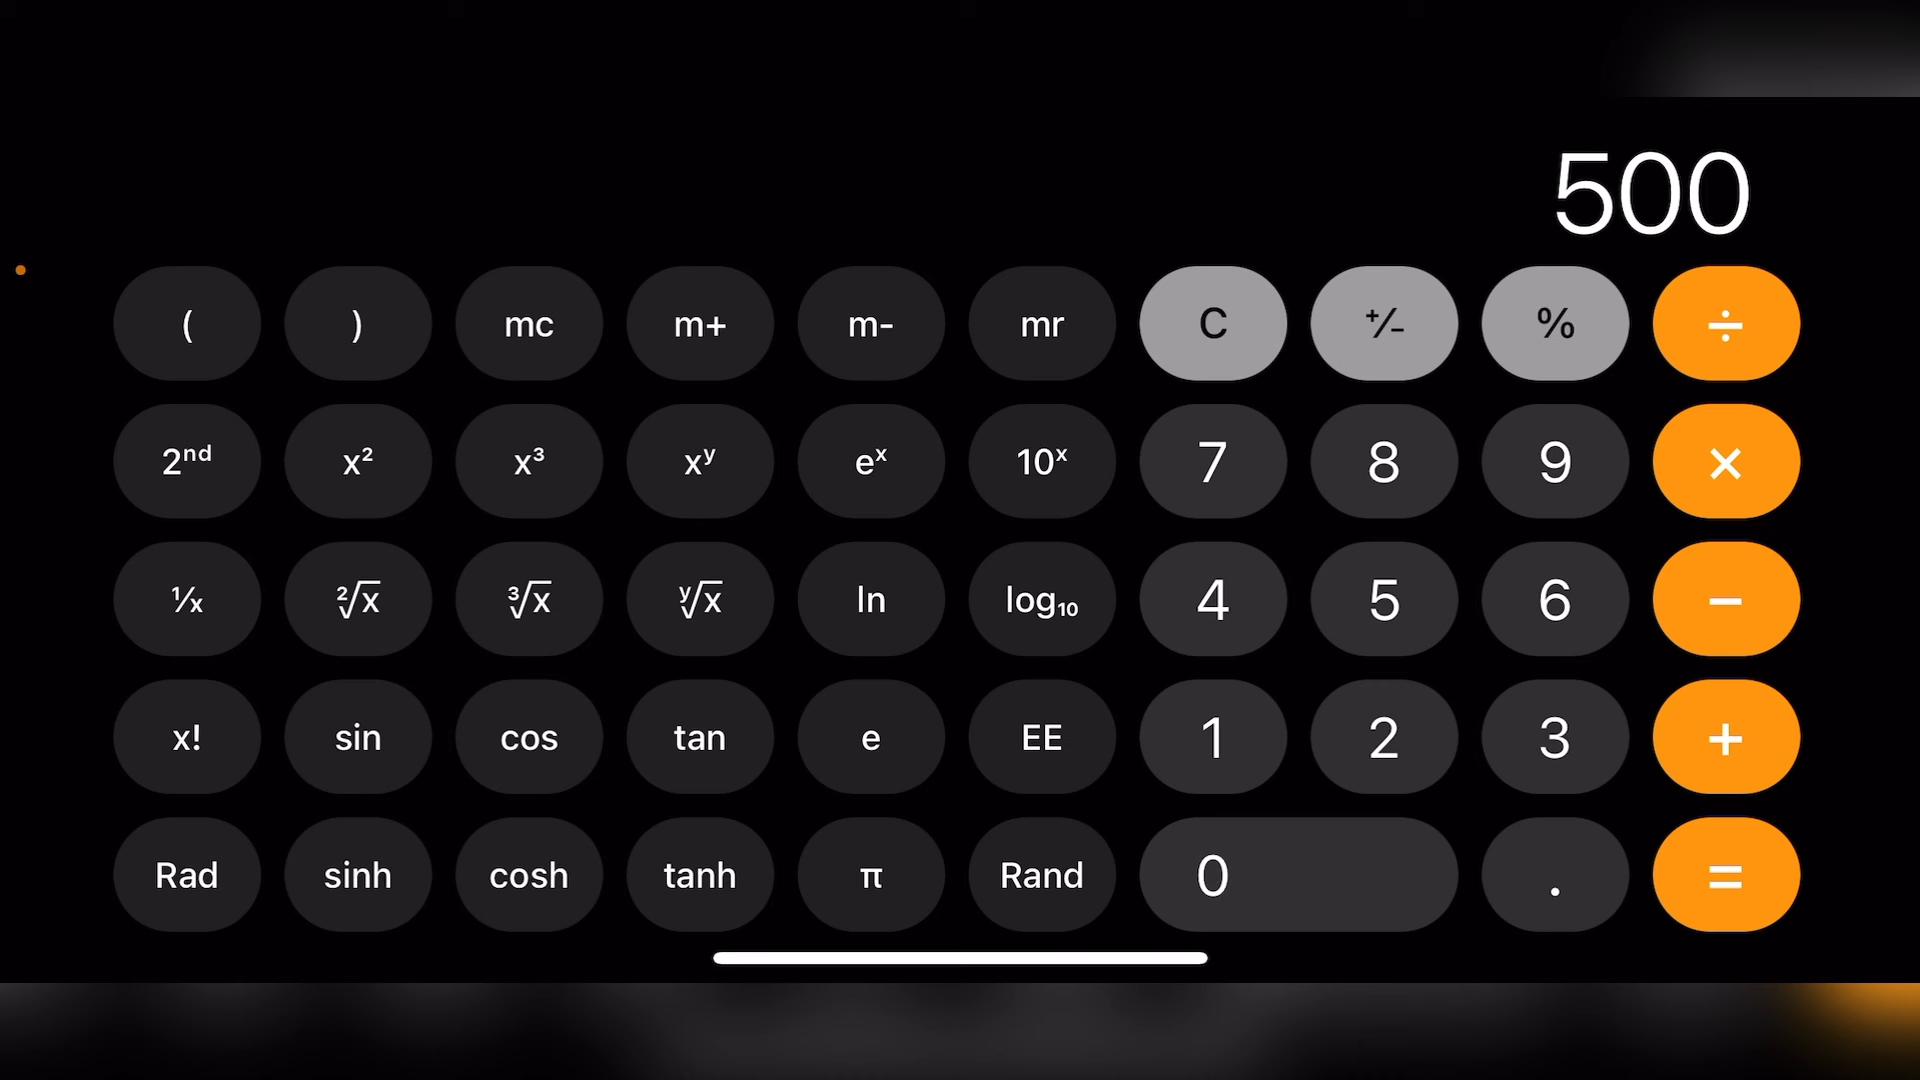 500
( ) mc m+ m- mr C ⁺⁄₋ % ÷
2ⁿᵈ x² x³ xʸ eˣ 10ˣ 7 8 9 ×
¹⁄ₓ ²√x ³√x ʸ√x ln log₁₀ 4 5 6 −
x! sin cos tan e EE 1 2 3 +
Rad sinh cosh tanh π Rand 0 . =